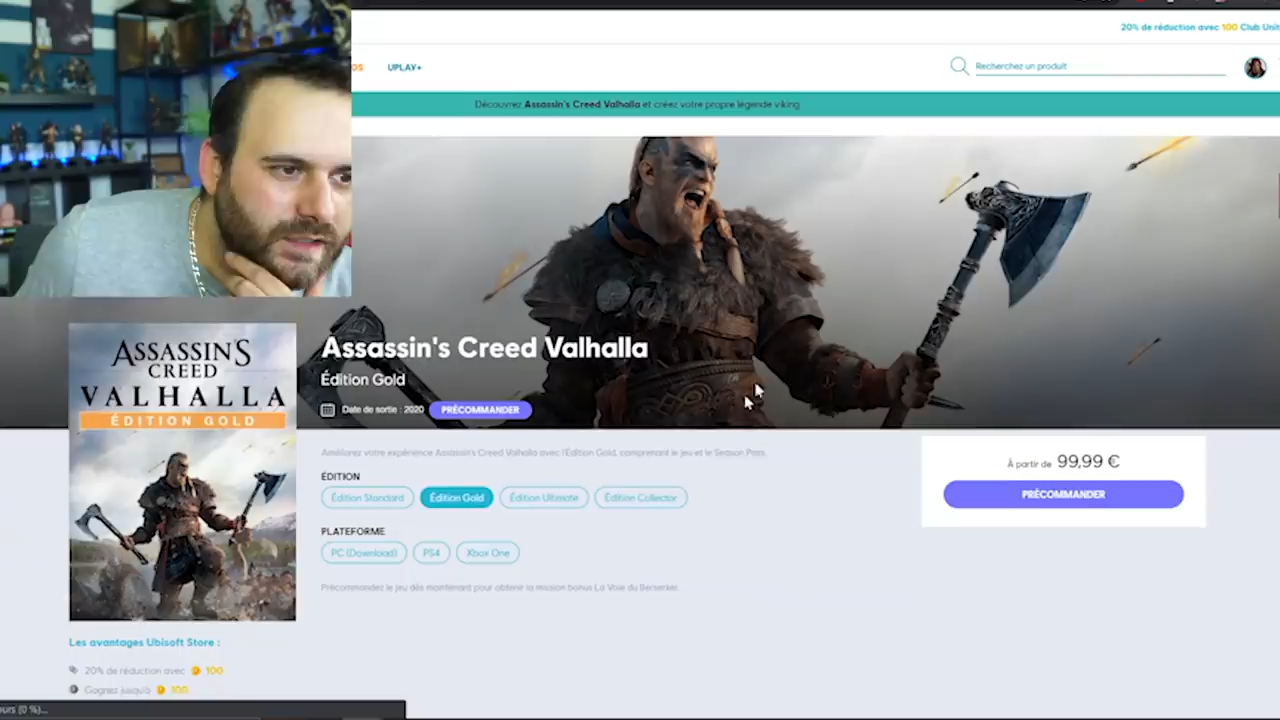 20% de réduction avec 100 Club Unit
OS
UPLAY+
Recherchez un produit
Découvrez Assassin's Creed Valhalla et créez votre propre légende viking
ASSASSIN'S
CREED
VALHALLA
ÉDITION GOLD
Assassin's Creed Valhalla
Édition Gold
Date de sortie : 2020
PRÉCOMMANDER
Améliorez votre expérience Assassin's Creed Valhalla avec l'Édition Gold, comprenant le jeu et le Season Pass.
ÉDITION
Édition Standard
Édition Gold
Édition Ultimate
Édition Collector
PLATEFORME
PC (Download)
PS4
Xbox One
Précommandez le jeu dès maintenant pour obtenir la mission bonus La Voie du Berserker.
À partir de 99,99 €
PRÉCOMMANDER
Les avantages Ubisoft Store :
20% de réduction avec 100
Gagnez jusqu'à 100
ours (0 %)...